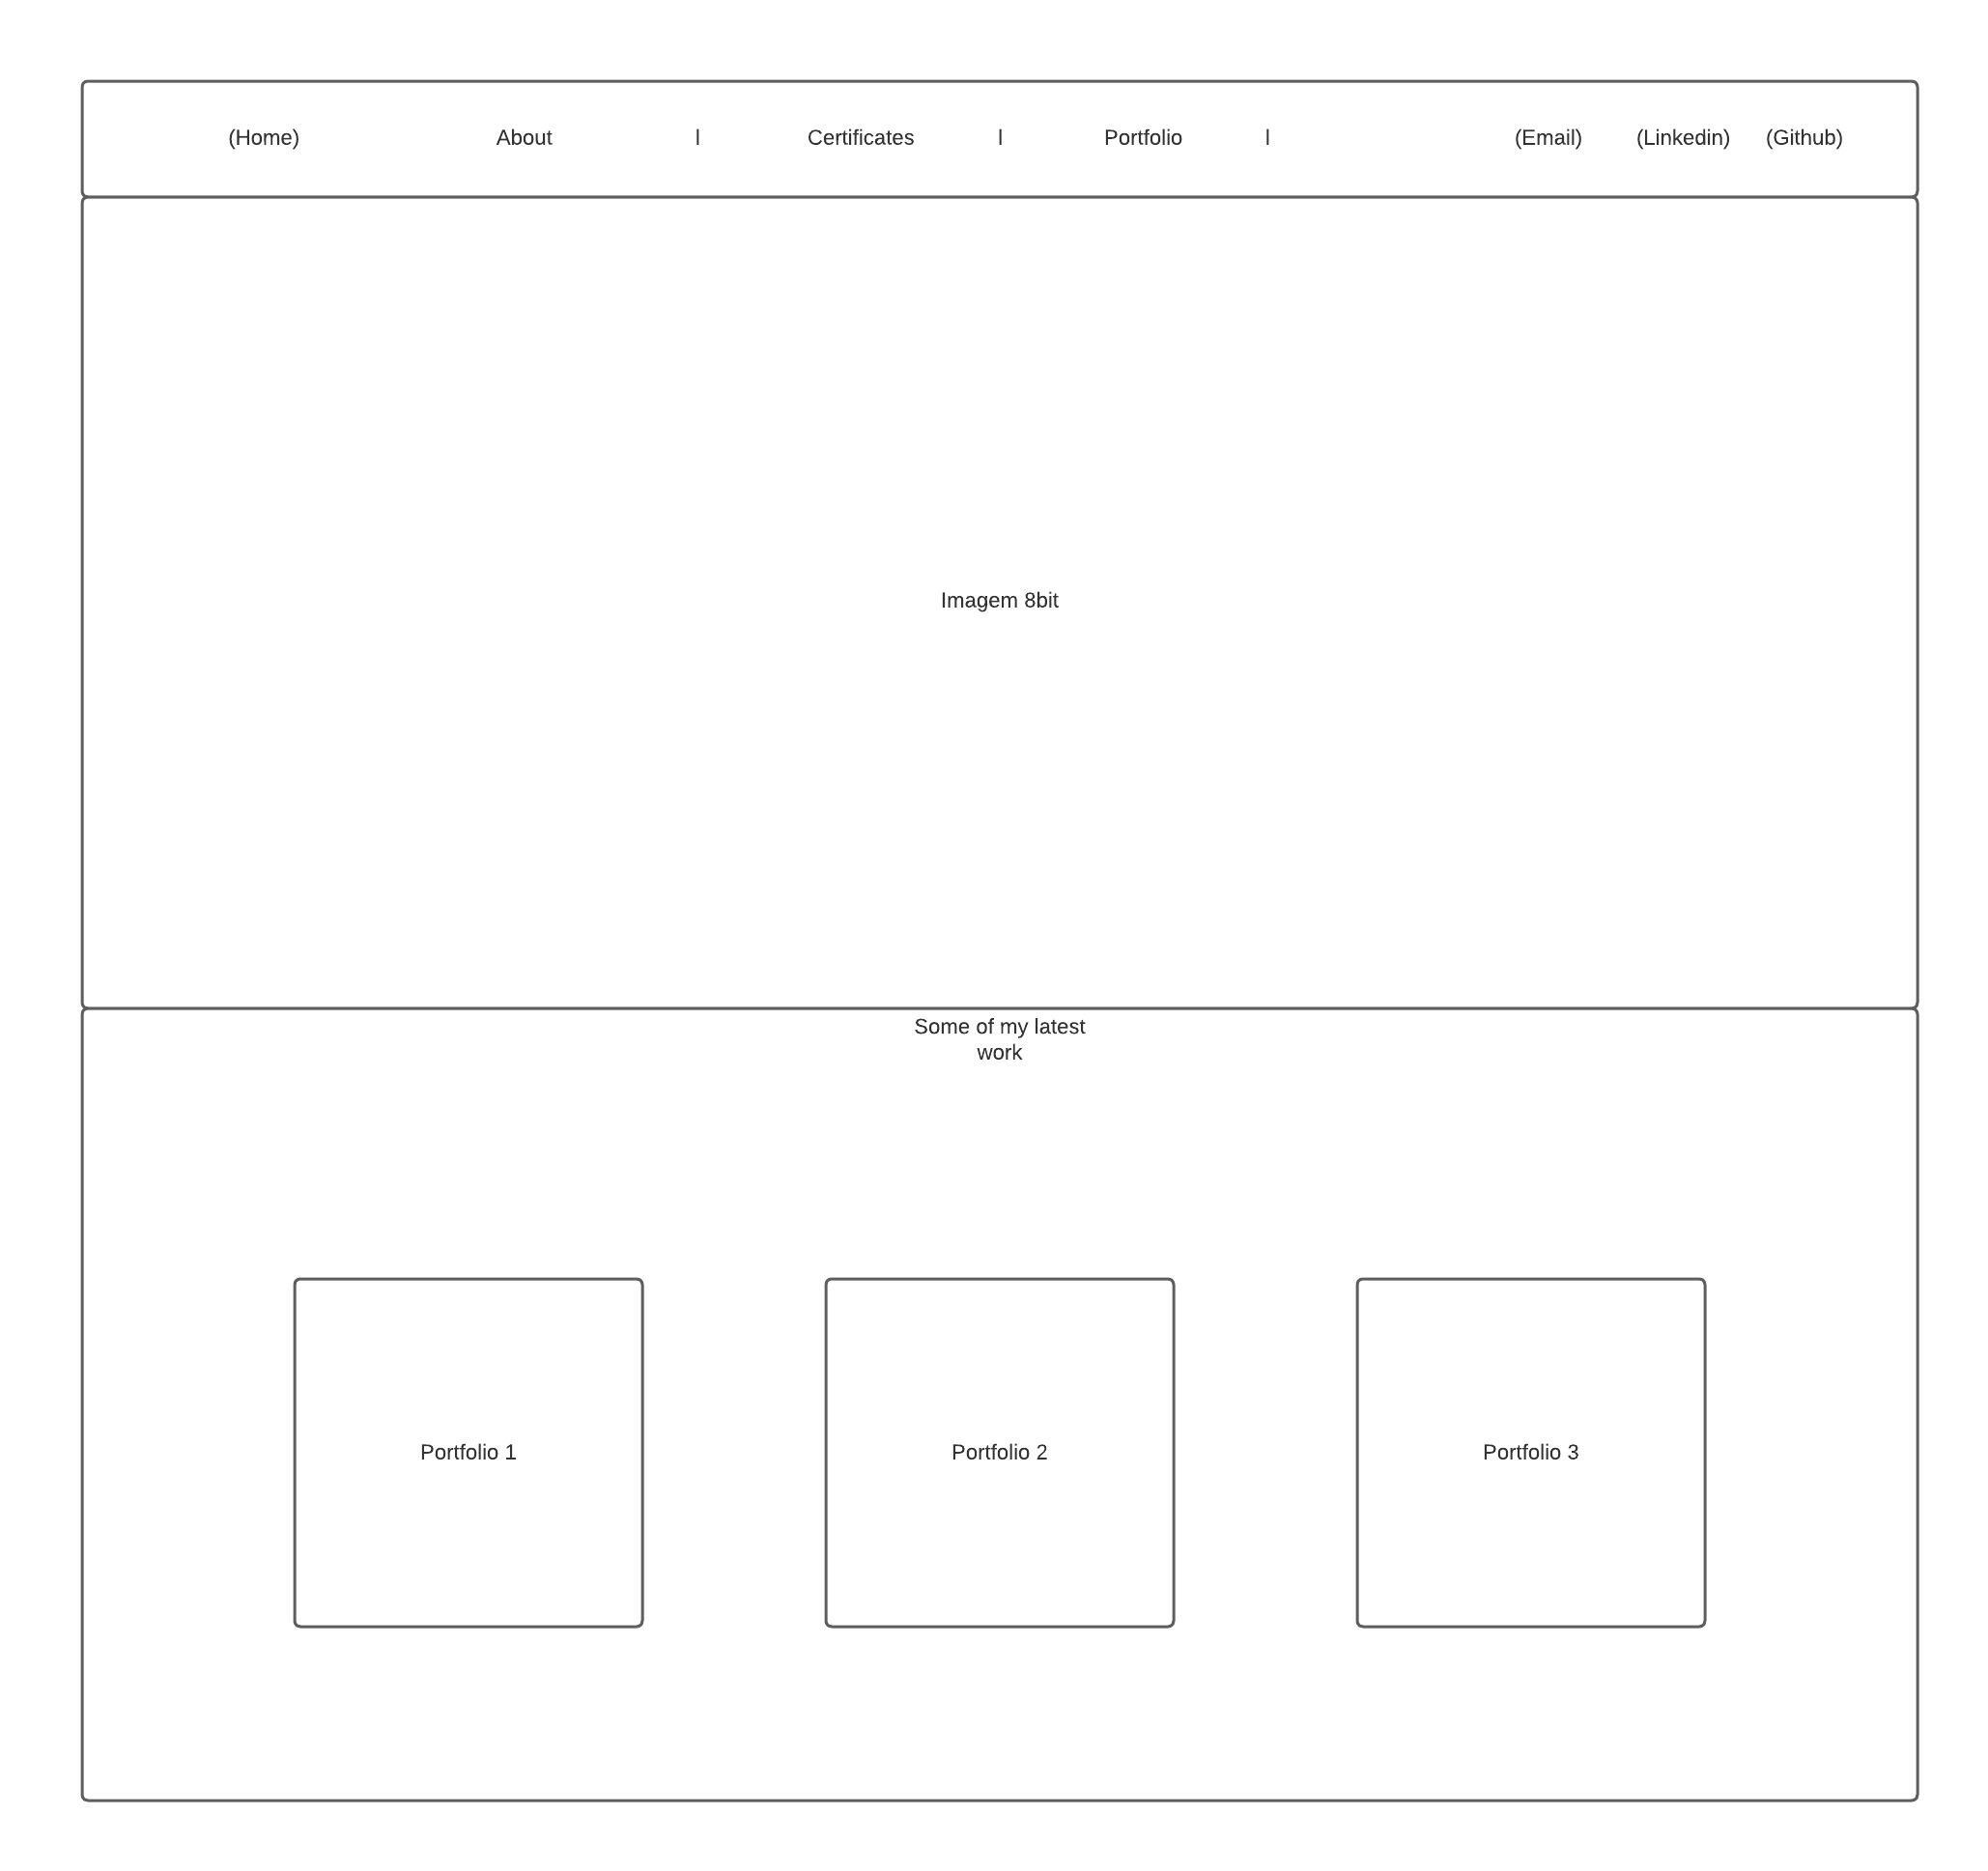 (Home) About | Certificates | Portfolio | (Email) (Linkedin) (Github)
Imagem 8bit
Some of my latest
work
Portfolio 1 Portfolio 2 Portfolio 3